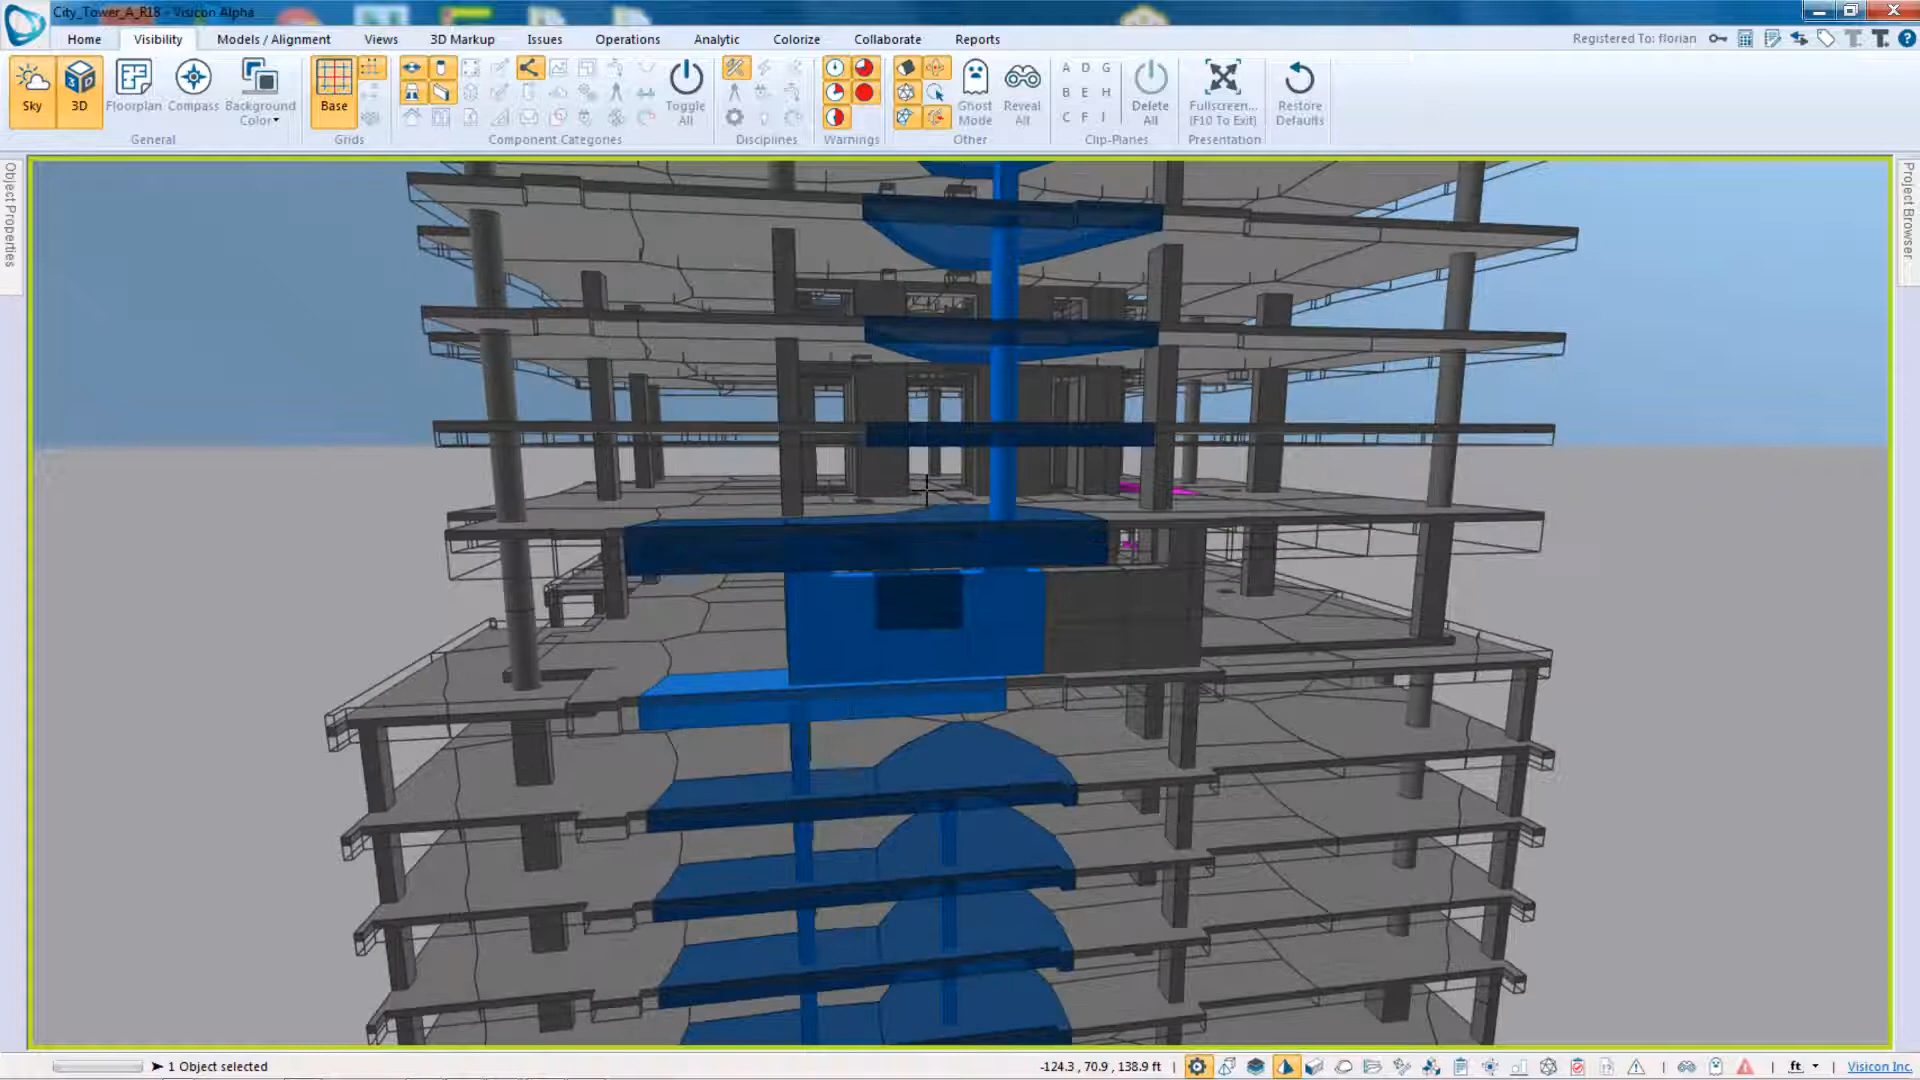 City_Tower_A_R18 - Visicon Alpha
Home
Visibility
Models / Alignment
Views
3D Markup
Issues
Operations
Analytic
Colorize
Collaborate
Reports
Registered To: florian
Sky
3D
Floorplan
Compass
Background
Color
General
Base
Grids
Toggle
All
Component Categories
Disciplines
Warnings
Ghost
Mode
Reveal
All
Other
A D G
B E H
C F I
Delete
All
Clip-Planes
Fullscreen...
(F10 To Exit)
Presentation
Restore
Defaults
Object Properties
Project Browser
1 Object selected
-124.3 , 70.9 , 138.9 ft
ft
Visicon Inc.